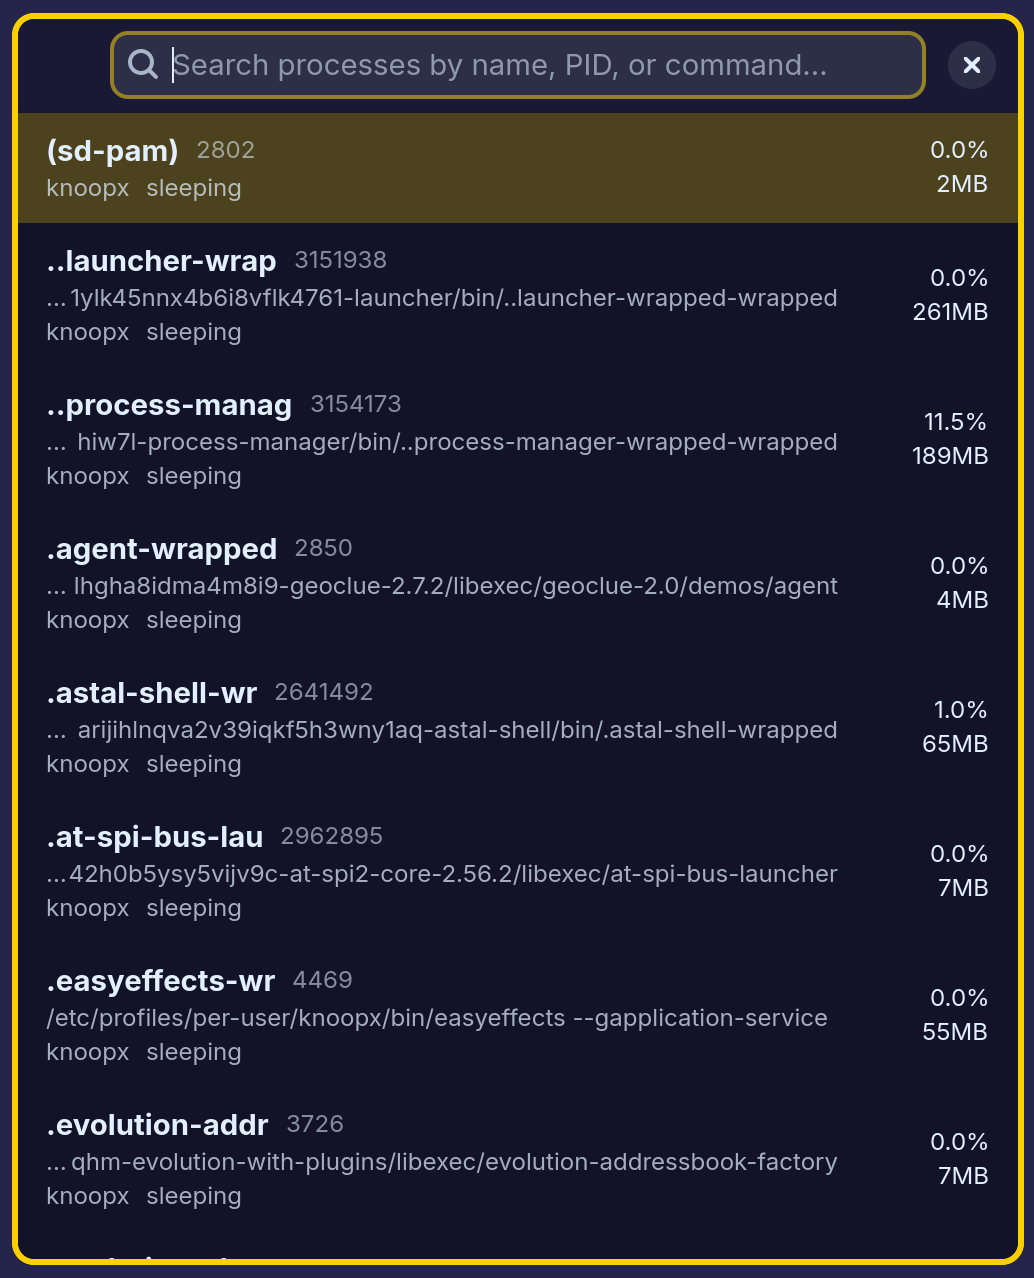 Search processes by name, PID, or command...
(sd-pam) 2802
0.0%
knoopx sleeping
2MB
..launcher-wrap 3151938
0.0%
...1ylk45nnx4b6i8vflk4761-launcher/bin/..launcher-wrapped-wrapped
261MB
knoopx sleeping
..process-manag 3154173
11.5%
... hiw7l-process-manager/bin/..process-manager-wrapped-wrapped
189MB
knoopx sleeping
.agent-wrapped 2850
0.0%
... lhgha8idma4m8i9-geoclue-2.7.2/libexec/geoclue-2.0/demos/agent
4MB
knoopx sleeping
.astal-shell-wr 2641492
1.0%
... arijihlnqva2v39iqkf5h3wny1aq-astal-shell/bin/.astal-shell-wrapped
65MB
knoopx sleeping
.at-spi-bus-lau 2962895
0.0%
...42h0b5ysy5vijv9c-at-spi2-core-2.56.2/libexec/at-spi-bus-launcher
7MB
knoopx sleeping
.easyeffects-wr 4469
0.0%
/etc/profiles/per-user/knoopx/bin/easyeffects --gapplication-service
55MB
knoopx sleeping
.evolution-addr 3726
0.0%
... qhm-evolution-with-plugins/libexec/evolution-addressbook-factory
7MB
knoopx sleeping